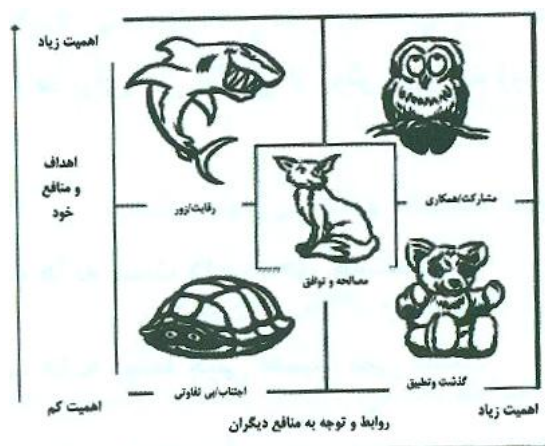 اهمیت زیاد
اهداف
و منافع
خود
رقابت/زور
مشارکت/همکاری
مصالحه و توافق
اجتناب/بی تفاوتی
گذشت وتطبیق
اهمیت کم
روابط و توجه به منافع دیگران
اهمیت زیاد